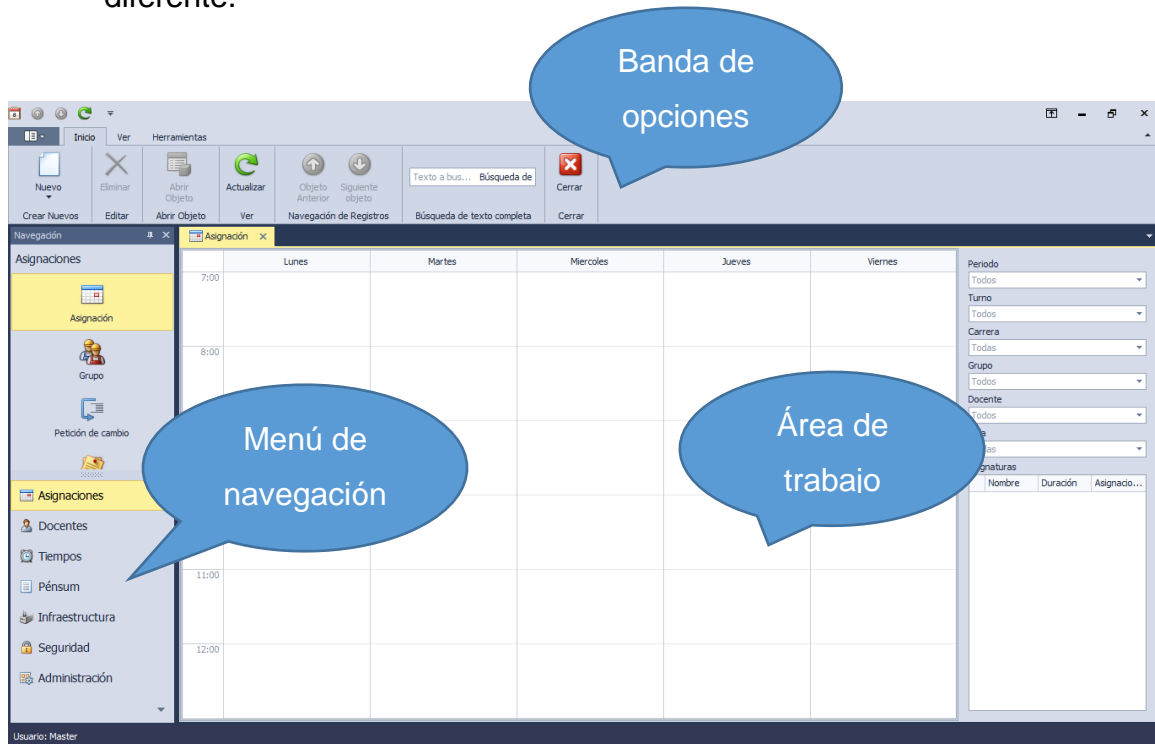 diferente.
Banda de
opciones
Inicio Ver Herramientas
Nuevo Eliminar Abrir Objeto Actualizar Objeto Anterior Siguiente objeto Texto a bus... Búsqueda de Cerrar
Crear Nuevos Editar Abrir Objeto Ver Navegación de Registros Búsqueda de texto completa Cerrar
Navegación
Asignación
Asignaciones
Lunes Martes Miercoles Jueves Viernes
Asignación
Grupo
Petición de cambio
Asignaciones
Docentes
Tiempos
Pénsum
Infraestructura
Seguridad
Administración
7:00
8:00
11:00
12:00
Menú de
navegación
Área de
trabajo
Periodo
Todos
Turno
Todos
Carrera
Todas
Grupo
Todos
Docente
Todos
Nombre Duración Asignacio...
Usuario: Master